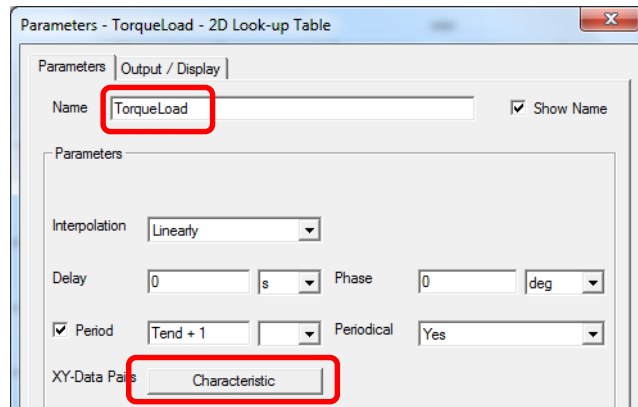 Parameters - TorqueLoad - 2D Look-up Table
Parameters Output / Display
Name TorqueLoad Show Name
Parameters
Interpolation Linearly
Delay 0 s Phase 0 deg
Period Tend + 1 Periodical Yes
XY-Data Pairs Characteristic